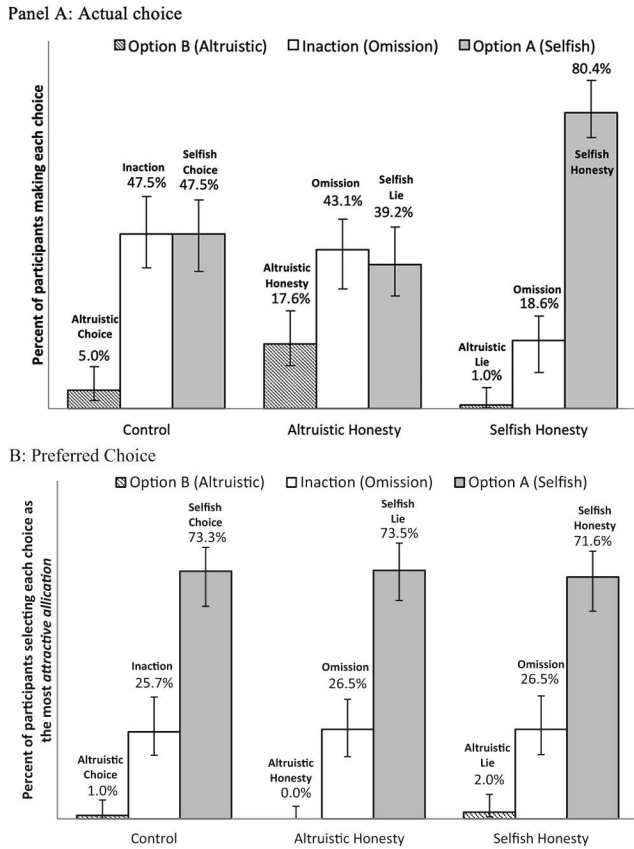 Panel A: Actual choice
Option B (Altruistic) Inaction (Omission) Option A (Selfish)
Percent of participants making each choice
Altruistic
Choice
5.0%
Inaction
47.5%
Selfish
Choice
47.5%
Altruistic
Honesty
17.6%
Omission
43.1%
Selfish
Lie
39.2%
Altruistic
Lie
1.0%
Omission
18.6%
80.4%
Selfish
Honesty
Control Altruistic Honesty Selfish Honesty
B: Preferred Choice
Option B (Altruistic) Inaction (Omission) Option A (Selfish)
Percent of participants selecting each choice as
the most attractive allication
Altruistic
Choice
1.0%
Inaction
25.7%
Selfish
Choice
73.3%
Altruistic
Honesty
0.0%
Omission
26.5%
Selfish
Lie
73.5%
Altruistic
Lie
2.0%
Omission
26.5%
Selfish
Honesty
71.6%
Control Altruistic Honesty Selfish Honesty